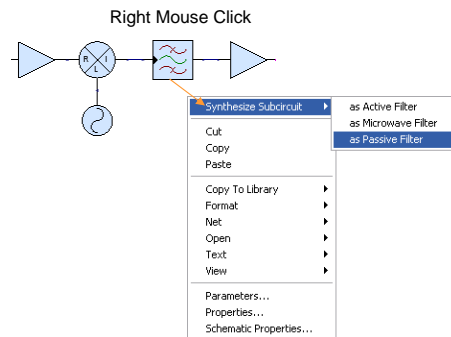 Right Mouse Click
R I
L
Synthesize Subcircuit
as Active Filter
as Microwave Filter
as Passive Filter
Cut
Copy
Paste
Copy To Library
Format
Net
Open
Text
View
Parameters...
Properties...
Schematic Properties...